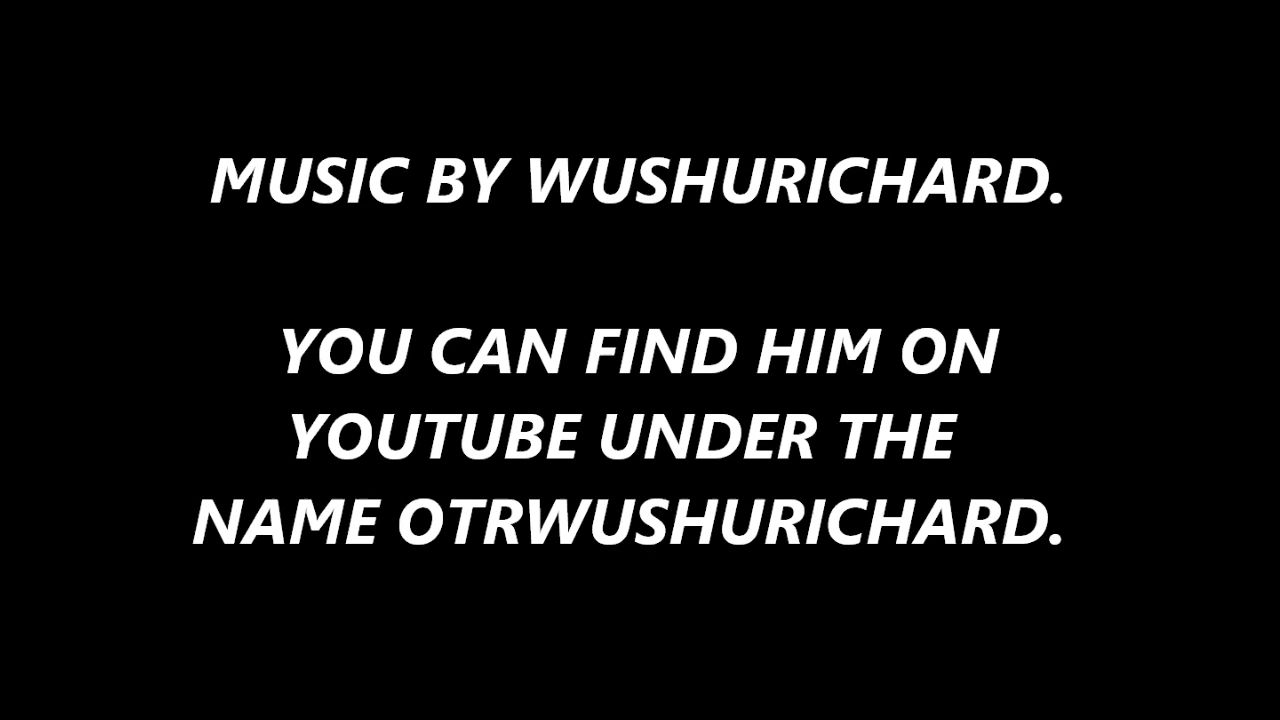 MUSIC BY WUSHURICHARD.
YOU CAN FIND HIM ON
YOUTUBE UNDER THE
NAME OTRWUSHURICHARD.